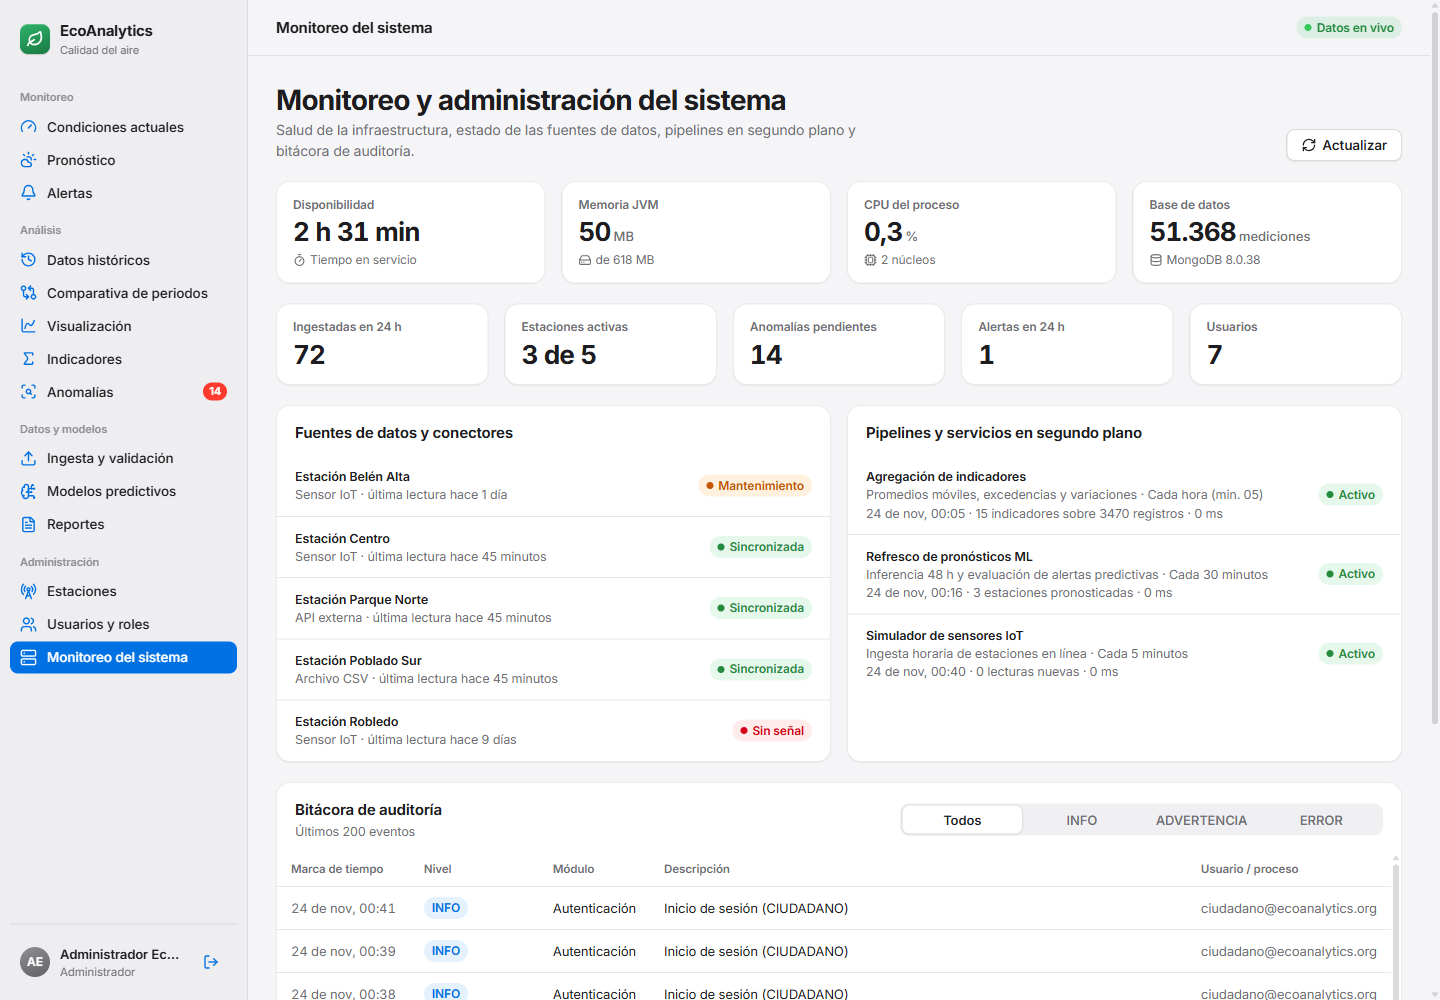 EcoAnalytics
Calidad del aire
Monitoreo
Condiciones actuales
Pronóstico
Alertas
Análisis
Datos históricos
Comparativa de periodos
Visualización
Indicadores
Anomalías
14
Datos y modelos
Ingesta y validación
Modelos predictivos
Reportes
Administración
Estaciones
Usuarios y roles
Monitoreo del sistema
AE
Administrador Ec...
Administrador
Monitoreo del sistema
Datos en vivo
Monitoreo y administración del sistema
Salud de la infraestructura, estado de las fuentes de datos, pipelines en segundo plano y
bitácora de auditoría.
Actualizar
Disponibilidad
2 h 31 min
Tiempo en servicio
Memoria JVM
50 MB
de 618 MB
CPU del proceso
0,3 %
2 núcleos
Base de datos
51.368 mediciones
MongoDB 8.0.38
Ingestadas en 24 h
72
Estaciones activas
3 de 5
Anomalías pendientes
14
Alertas en 24 h
1
Usuarios
7
Fuentes de datos y conectores
Estación Belén Alta
Sensor IoT · última lectura hace 1 día
Mantenimiento
Estación Centro
Sensor IoT · última lectura hace 45 minutos
Sincronizada
Estación Parque Norte
API externa · última lectura hace 45 minutos
Sincronizada
Estación Poblado Sur
Archivo CSV · última lectura hace 45 minutos
Sincronizada
Estación Robledo
Sensor IoT · última lectura hace 9 días
Sin señal
Pipelines y servicios en segundo plano
Agregación de indicadores
Promedios móviles, excedencias y variaciones · Cada hora (min. 05)
24 de nov, 00:05 · 15 indicadores sobre 3470 registros · 0 ms
Activo
Refresco de pronósticos ML
Inferencia 48 h y evaluación de alertas predictivas · Cada 30 minutos
24 de nov, 00:16 · 3 estaciones pronosticadas · 0 ms
Activo
Simulador de sensores IoT
Ingesta horaria de estaciones en línea · Cada 5 minutos
24 de nov, 00:40 · 0 lecturas nuevas · 0 ms
Activo
Bitácora de auditoría
Últimos 200 eventos
Todos INFO ADVERTENCIA ERROR
Marca de tiempo Nivel Módulo Descripción Usuario / proceso
24 de nov, 00:41 INFO Autenticación Inicio de sesión (CIUDADANO) ciudadano@ecoanalytics.org
24 de nov, 00:39 INFO Autenticación Inicio de sesión (CIUDADANO) ciudadano@ecoanalytics.org
24 de nov, 00:38 INFO Autenticación Inicio de sesión (CIUDADANO) ciudadano@ecoanalytics.org